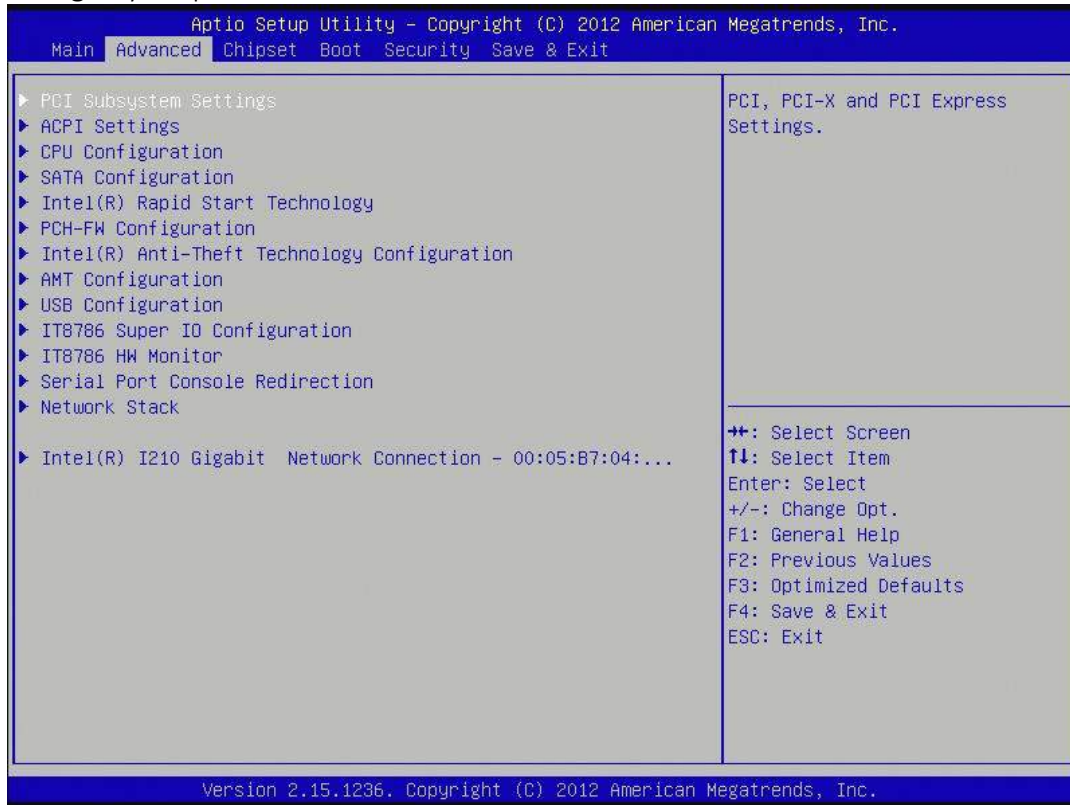 Aptio Setup Utility – Copyright (C) 2012 American Megatrends, Inc.
Main Advanced Chipset Boot Security Save & Exit
PCI Subsystem Settings
ACPI Settings
CPU Configuration
SATA Configuration
Intel(R) Rapid Start Technology
PCH-FW Configuration
Intel(R) Anti-Theft Technology Configuration
AMT Configuration
USB Configuration
IT8786 Super IO Configuration
IT8786 HW Monitor
Serial Port Console Redirection
Network Stack
Intel(R) I210 Gigabit Network Connection – 00:05:B7:04:...
PCI, PCI-X and PCI Express
Settings.
→←: Select Screen
↑↓: Select Item
Enter: Select
+/-: Change Opt.
F1: General Help
F2: Previous Values
F3: Optimized Defaults
F4: Save & Exit
ESC: Exit
Version 2.15.1236. Copyright (C) 2012 American Megatrends, Inc.